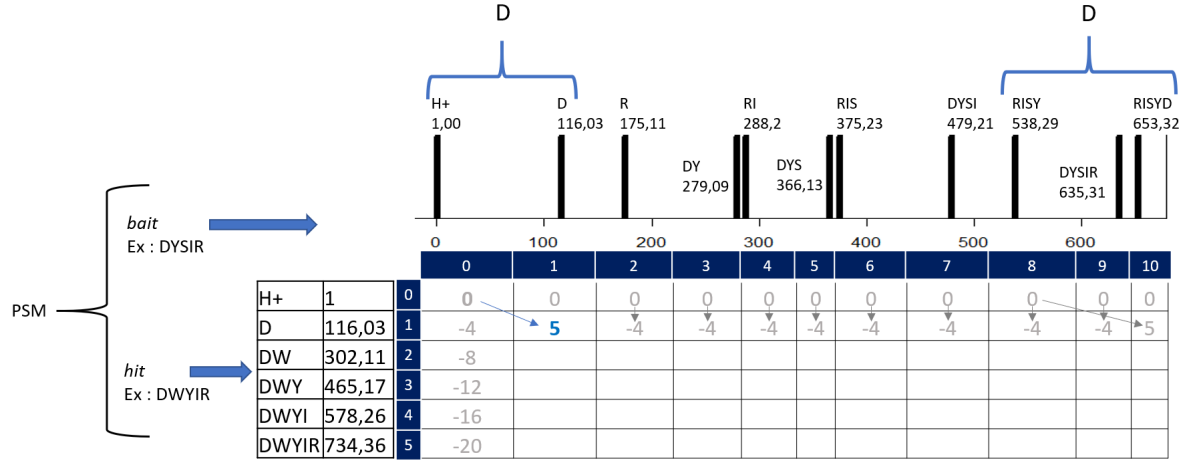 D D
H+ D R RI RIS DYSI RISY RISYD
1,00 116,03 175,11 288,2 375,23 479,21 538,29 653,32
DY DYS DYSIR
279,09 366,13 635,31
bait
Ex : DYSIR
0 100 200 300 400 500 600
0 1 2 3 4 5 6 7 8 9 10
PSM
H+ 1 0 0 0 0 0 0 0 0 0 0 0 0
D 116,03 1 -4 5 -4 -4 -4 -4 -4 -4 -4 -4 5
DW 302,11 2 -8
hit
Ex : DWYIR
DWY 465,17 3 -12
DWYI 578,26 4 -16
DWYIR 734,36 5 -20